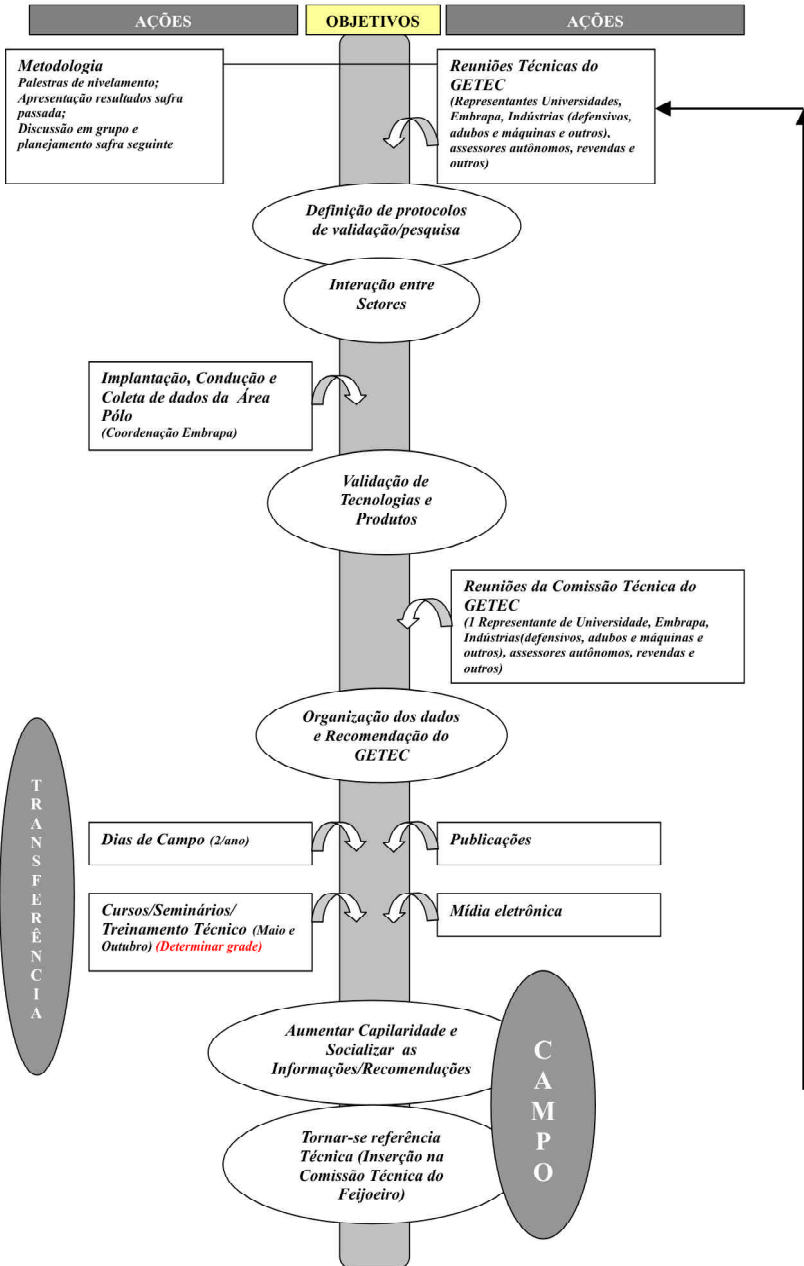 AÇÕES
OBJETIVOS
AÇÕES
Metodologia
Palestras de nivelamento;
Apresentação resultados safra
passada;
Discussão em grupo e
planejamento safra seguinte
Reuniões Técnicas do
GETEC
(Representantes Universidades,
Embrapa, Indústrias (defensivos,
adubos e máquinas e outros),
assessores autônomos, revendas e
outros)
Definição de protocolos
de validação/pesquisa
Interação entre
Setores
Implantação, Condução e
Coleta de dados da Área
Pólo
(Coordenação Embrapa)
Validação de
Tecnologias e
Produtos
Reuniões da Comissão Técnica do
GETEC
(1 Representante de Universidade, Embrapa,
Indústrias(defensivos, adubos e máquinas e
outros), assessores autônomos, revendas e
outros)
Organização dos dados
e Recomendação do
GETEC
TRANSFERÊNCIA
Dias de Campo (2/ano)
Publicações
Cursos/Seminários/
Treinamento Técnico (Maio e
Outubro) (Determinar grade)
Mídia eletrônica
Aumentar Capilaridade e
Socializar as
Informações/Recomendações
CAMPO
Tornar-se referência
Técnica (Inserção na
Comissão Técnica do
Feijoeiro)